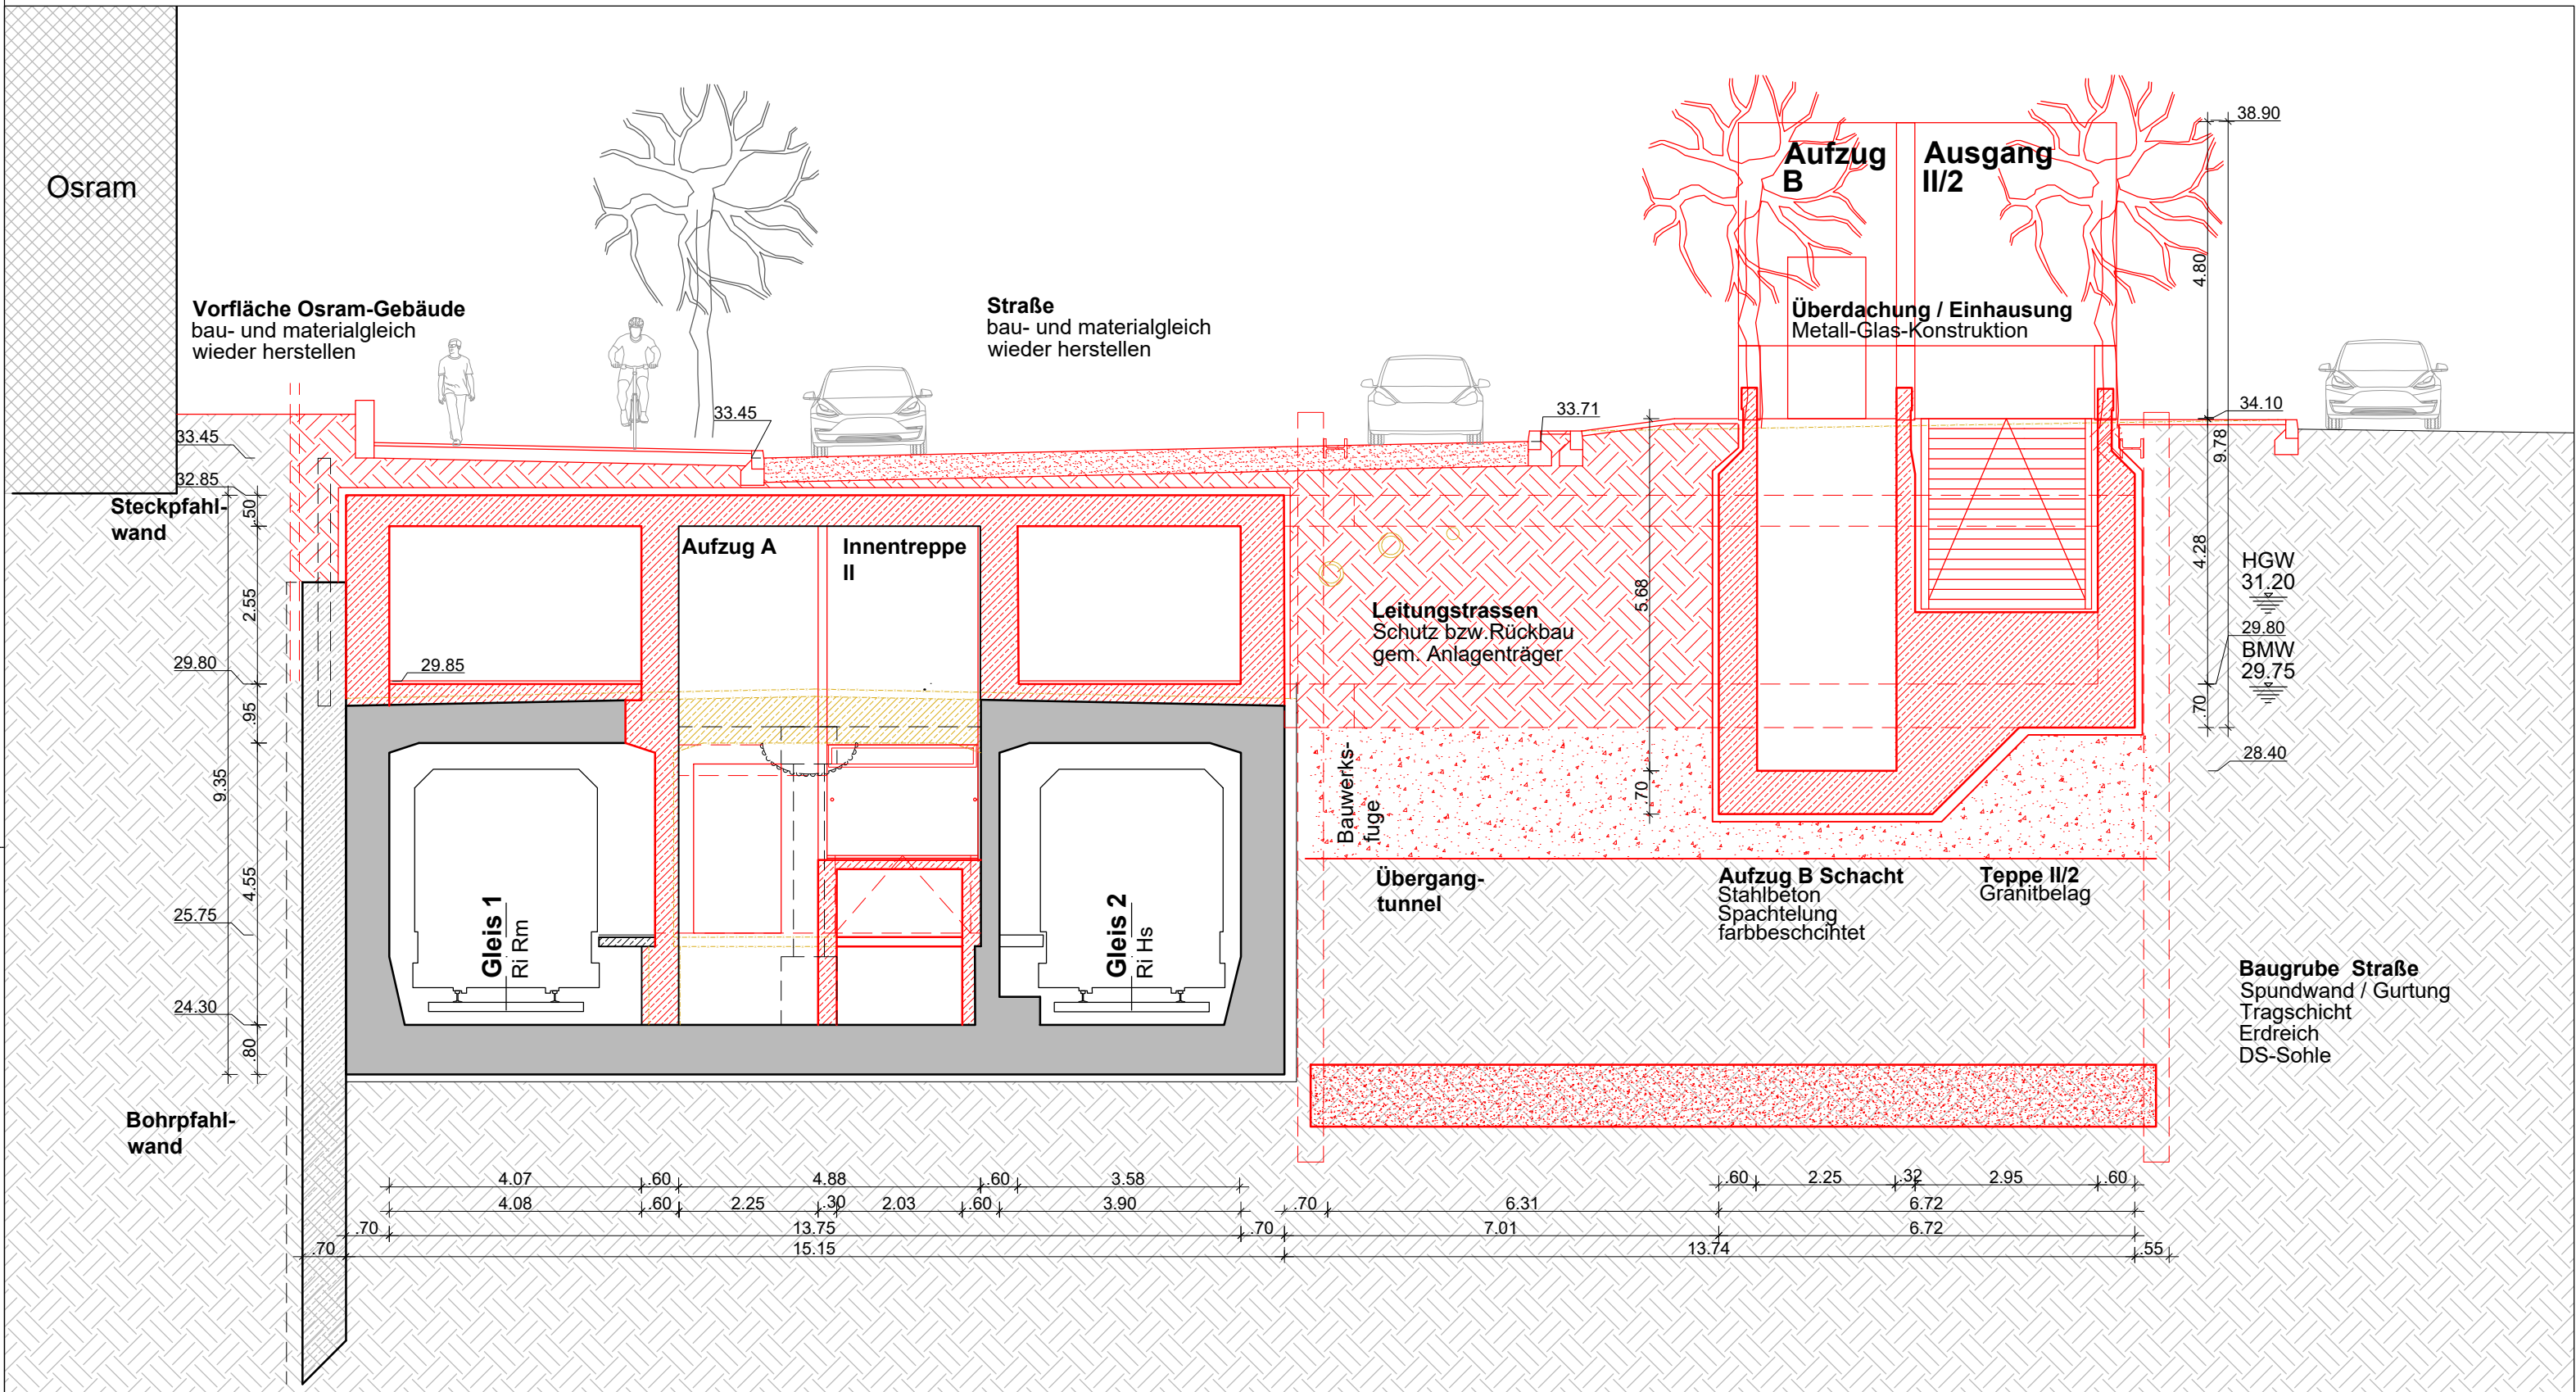 Osram
Aufzug
B
Ausgang
II/2
38.90
4.80
Vorfläche Osram-Gebäude
bau- und materialgleich
wieder herstellen
Straße
bau- und materialgleich
wieder herstellen
Überdachung / Einhausung
Metall-Glas-Konstruktion
33.45
33.71
34.10
33.45
9.78
32.85
Steckpfahl-
wand
.50
Aufzug A
Innentreppe
II
4.28
HGW
31.20
2.55
5.68
Leitungstrassen
Schutz bzw.Rückbau
gem. Anlagenträger
29.80
BMW
29.75
29.80
29.85
.95
.70
28.40
9.35
.70
Bauwerks-
fuge
4.55
Übergang-
tunnel
Aufzug B Schacht
Stahlbeton
Spachtelung
farbbeschcihtet
Teppe II/2
Granitbelag
25.75
Gleis 1
Ri Rm
Gleis 2
Ri Hs
Baugrube Straße
Spundwand / Gurtung
Tragschicht
Erdreich
DS-Sohle
24.30
.80
Bohrpfahl-
wand
4.07 .60 4.88 .60 3.58 .60 2.25 .32 2.95 .60
4.08 .60 2.25 .30 2.03 .60 3.90 .70 6.31 6.72
.70 13.75 .70 7.01 6.72
.70 15.15 13.74 .55